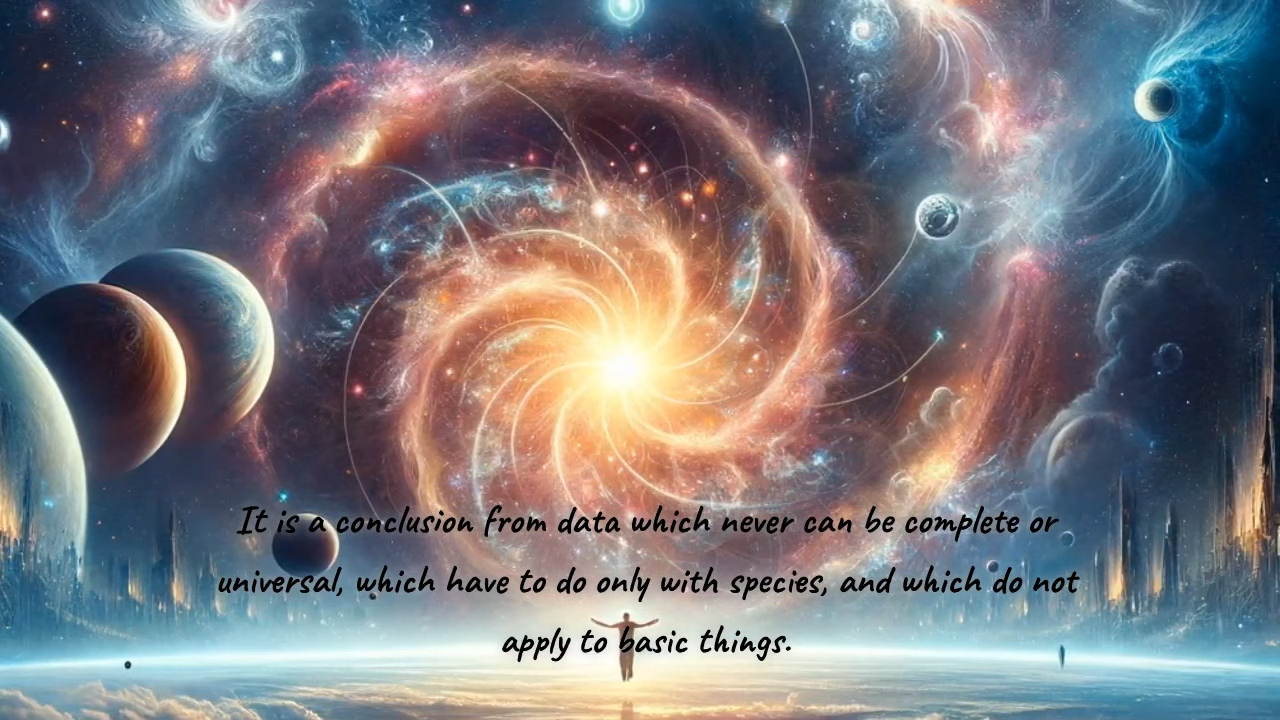 It is a conclusion from data which never can be complete or
universal, which have to do only with species, and which do not
apply to basic things.